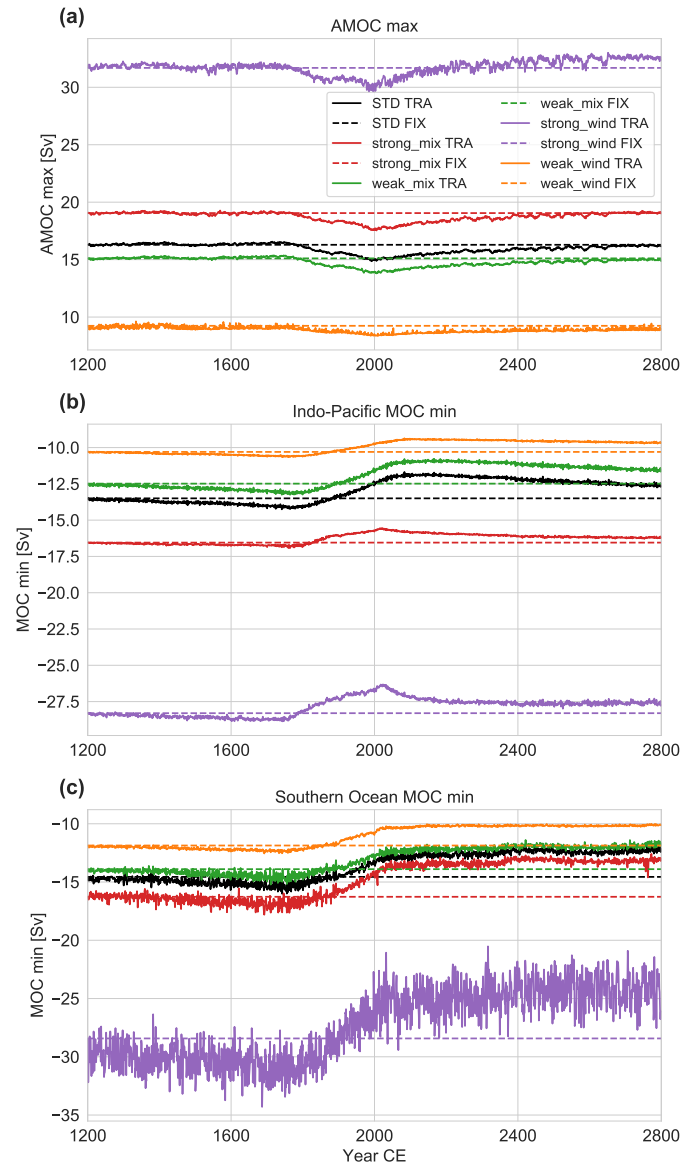 (a)
AMOC max
AMOC max [Sv]
30
25
20
15
10
STD TRA
STD FIX
strong_mix TRA
strong_mix FIX
weak_mix TRA
weak_mix FIX
strong_wind TRA
strong_wind FIX
weak_wind TRA
weak_wind FIX
1200 1600 2000 2400 2800
(b)
Indo-Pacific MOC min
MOC min [Sv]
−10.0
−12.5
−15.0
−17.5
−20.0
−22.5
−25.0
−27.5
1200 1600 2000 2400 2800
(c)
Southern Ocean MOC min
MOC min [Sv]
−10
−15
−20
−25
−30
−35
1200 1600 2000 2400 2800
Year CE